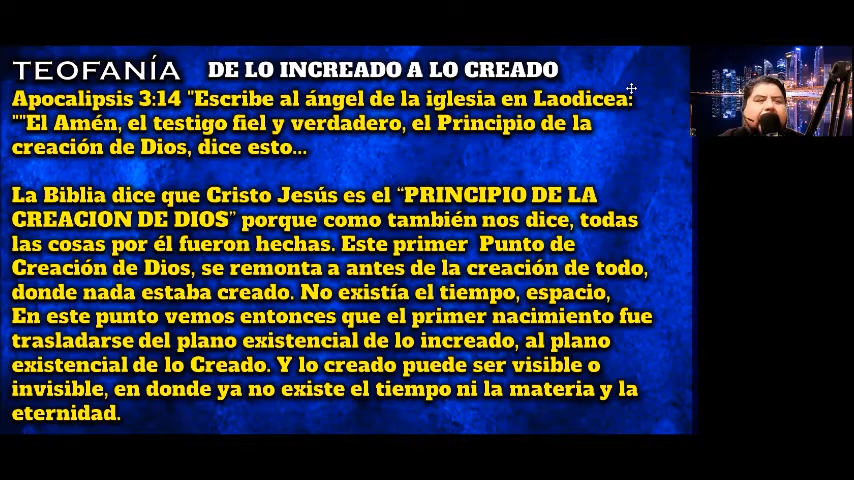 TEOFANÍA DE LO INCREADO A LO CREADO
Apocalipsis 3:14 "Escribe al ángel de la iglesia en Laodicea:
""El Amén, el testigo fiel y verdadero, el Principio de la
creación de Dios, dice esto...
La Biblia dice que Cristo Jesús es el “PRINCIPIO DE LA
CREACION DE DIOS” porque como también nos dice, todas
las cosas por él fueron hechas. Este primer Punto de
Creación de Dios, se remonta a antes de la creación de todo,
donde nada estaba creado. No existía el tiempo, espacio,
En este punto vemos entonces que el primer nacimiento fue
trasladarse del plano existencial de lo increado, al plano
existencial de lo Creado. Y lo creado puede ser visible o
invisible, en donde ya no existe el tiempo ni la materia y la
eternidad.